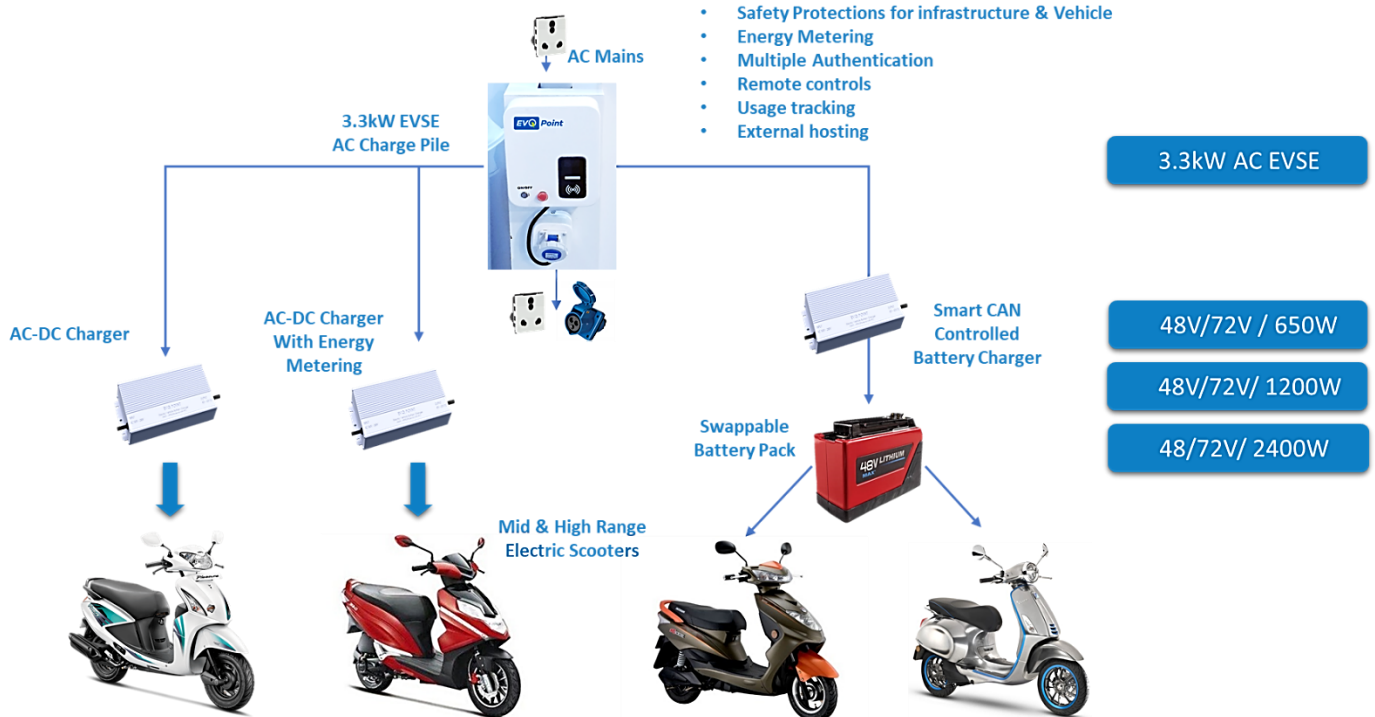 • Safety Protections for infrastructure & Vehicle
• Energy Metering
• Multiple Authentication
• Remote controls
• Usage tracking
• External hosting
AC Mains
3.3kW EVSE
AC Charge Pile
EVQ Point
3.3kW AC EVSE
AC-DC Charger
AC-DC Charger
With Energy
Metering
Smart CAN
Controlled
Battery Charger
48V/72V / 650W
48V/72V/ 1200W
48/72V/ 2400W
Swappable
Battery Pack
48V LITHIUM
MAX
Mid & High Range
Electric Scooters